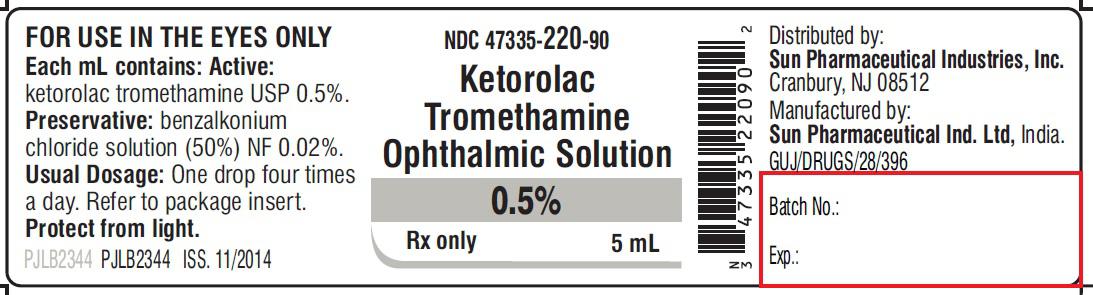 FOR USE IN THE EYES ONLY
Each mL contains: Active:
ketorolac tromethamine USP 0.5%.
Preservative: benzalkonium
chloride solution (50%) NF 0.02%.
Usual Dosage: One drop four times
a day. Refer to package insert.
Protect from light.
PJLB2344 PJLB2344 ISS. 11/2014
NDC 47335-220-90
Ketorolac
Tromethamine
Ophthalmic Solution
0.5%
Rx only 5 mL
N3 47335 22090 2
Distributed by:
Sun Pharmaceutical Industries, Inc.
Cranbury, NJ 08512
Manufactured by:
Sun Pharmaceutical Ind. Ltd, India.
GUJ/DRUGS/28/396
Batch No.:
Exp.: